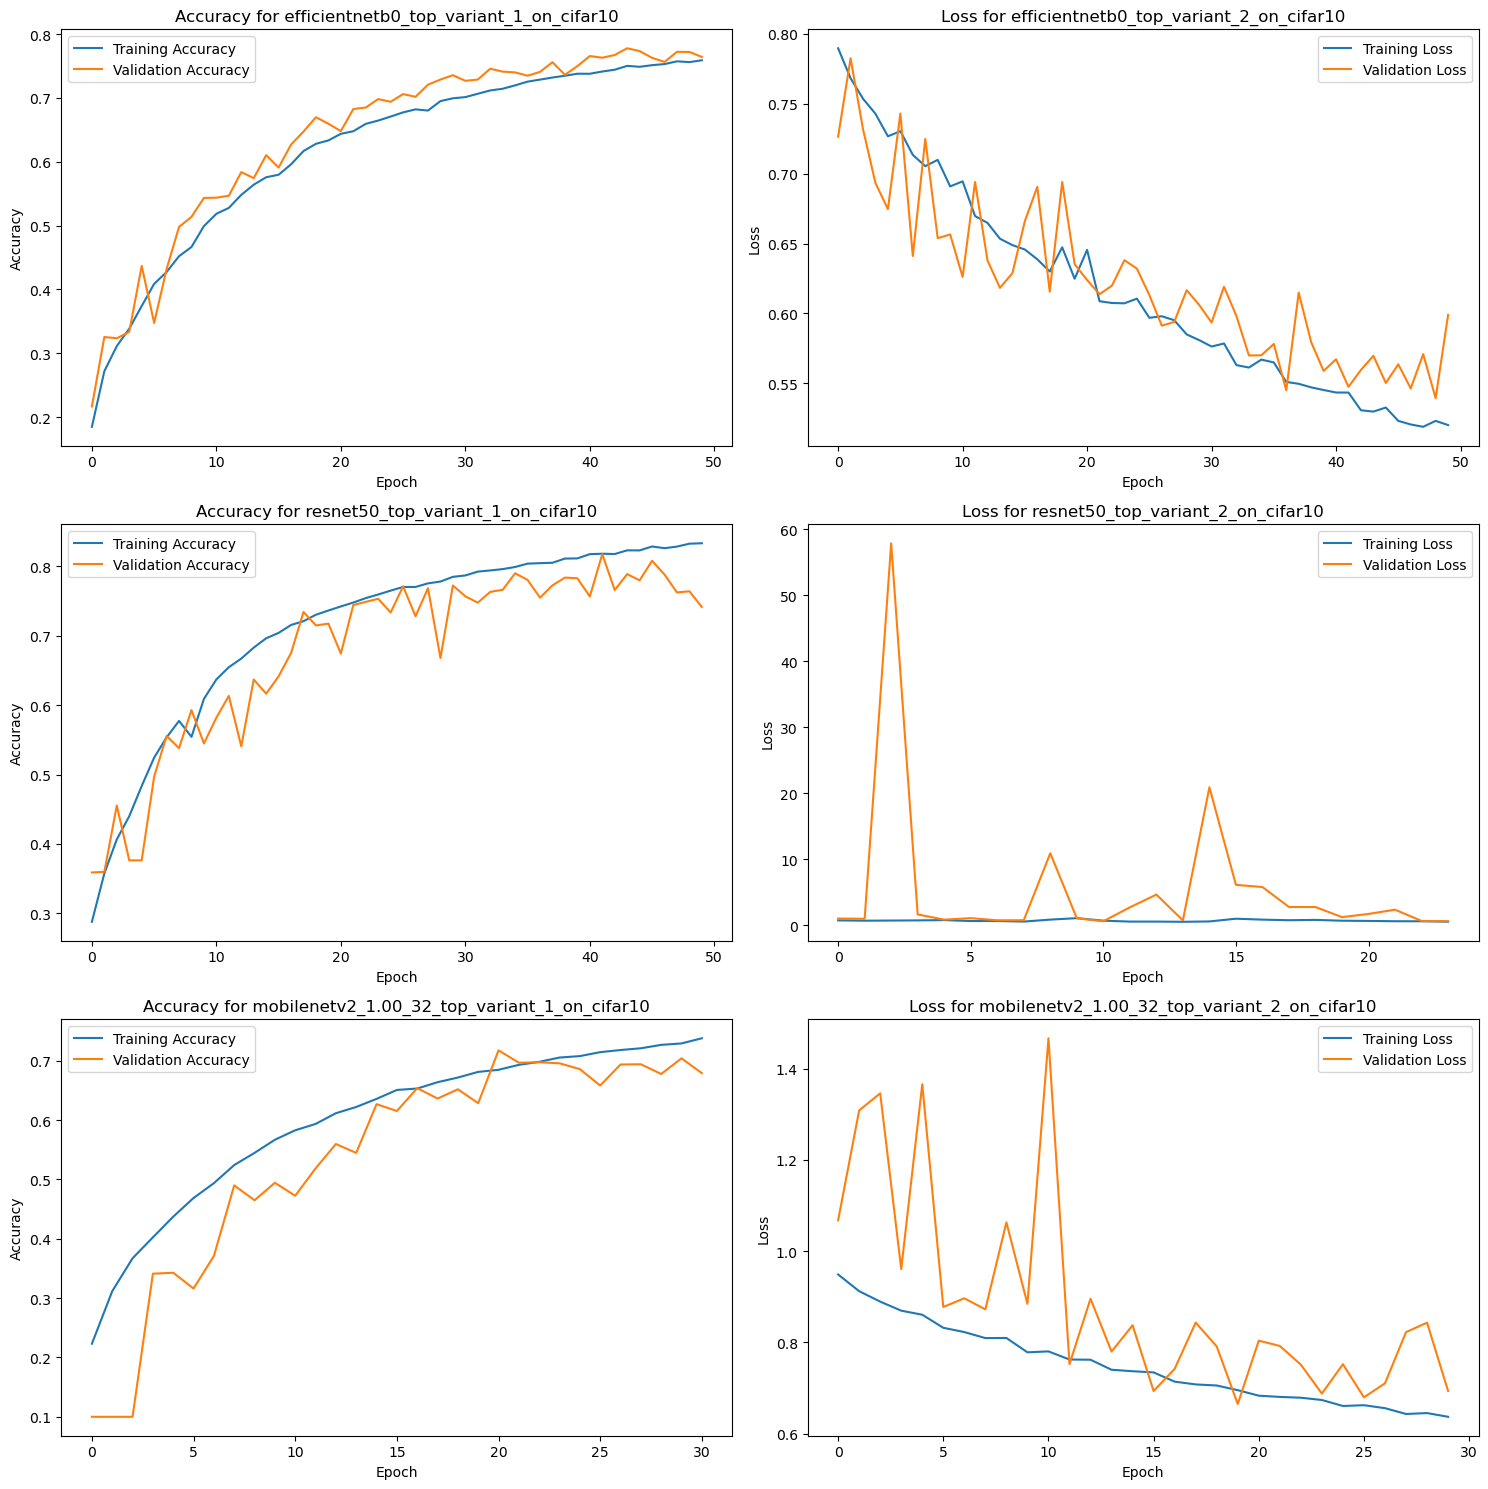 Accuracy for efficientnetb0_top_variant_1_on_cifar10
Training Accuracy
Validation Accuracy
0.8
0.7
0.6
0.5
0.4
0.3
0.2
Accuracy
0 10 20 30 40 50
Epoch
Loss for efficientnetb0_top_variant_2_on_cifar10
Training Loss
Validation Loss
0.80
0.75
0.70
0.65
0.60
0.55
Loss
0 10 20 30 40 50
Epoch
Accuracy for resnet50_top_variant_1_on_cifar10
Training Accuracy
Validation Accuracy
0.8
0.7
0.6
0.5
0.4
0.3
Accuracy
0 10 20 30 40 50
Epoch
Loss for resnet50_top_variant_2_on_cifar10
Training Loss
Validation Loss
60
50
40
30
20
10
0
Loss
0 5 10 15 20
Epoch
Accuracy for mobilenetv2_1.00_32_top_variant_1_on_cifar10
Training Accuracy
Validation Accuracy
0.7
0.6
0.5
0.4
0.3
0.2
0.1
Accuracy
0 5 10 15 20 25 30
Epoch
Loss for mobilenetv2_1.00_32_top_variant_2_on_cifar10
Training Loss
Validation Loss
1.4
1.2
1.0
0.8
0.6
Loss
0 5 10 15 20 25 30
Epoch